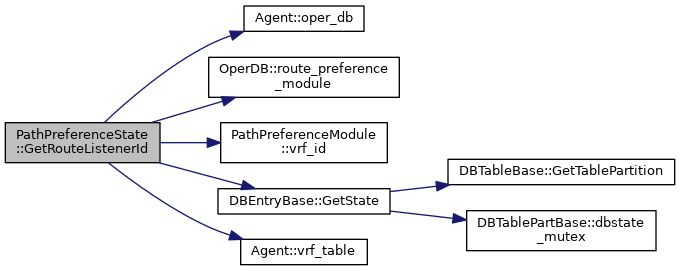 PathPreferenceState
::GetRouteListenerId
Agent::oper_db
OperDB::route_preference
_module
PathPreferenceModule
::vrf_id
DBEntryBase::GetState
Agent::vrf_table
DBTableBase::GetTablePartition
DBTablePartBase::dbstate
_mutex